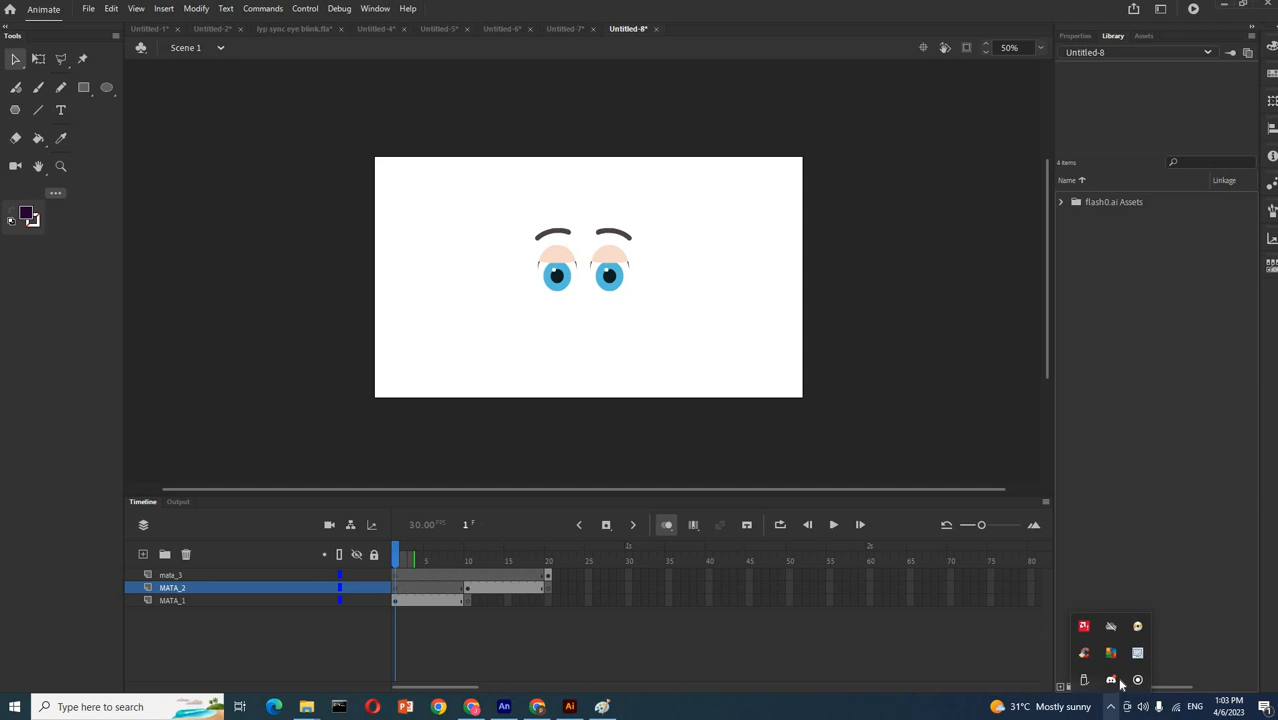 Animate
File Edit View Insert Modify Text Commands Control Debug Window Help
Untitled-1* Untitled-2* lyp sync eye blink.fla* Untitled-4* Untitled-5* Untitled-6* Untitled-7* Untitled-8*
Tools
Scene 1
50%
Properties Library Assets
Untitled-8
4 items
Name Linkage
flash0.ai Assets
Timeline Output
30.00 FPS 1 F
1s 2s
5 10 15 20 25 30 35 40 45 50 55 60 65 70 75 80
mata_3
MATA_2
MATA_1
Type here to search
31°C Mostly sunny
ENG
1:03 PM
4/6/2023